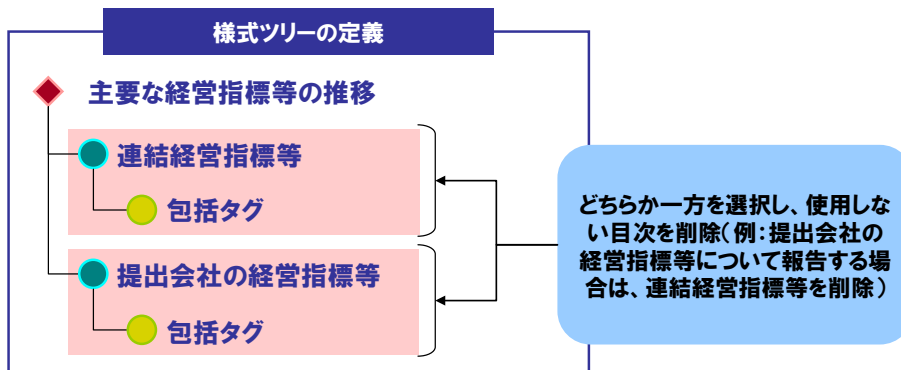 様式ツリーの定義
主要な経営指標等の推移
連結経営指標等
包括タグ
提出会社の経営指標等
包括タグ
どちらか一方を選択し、使用しな
い目次を削除（例：提出会社の
経営指標等について報告する場
合は、連結経営指標等を削除）